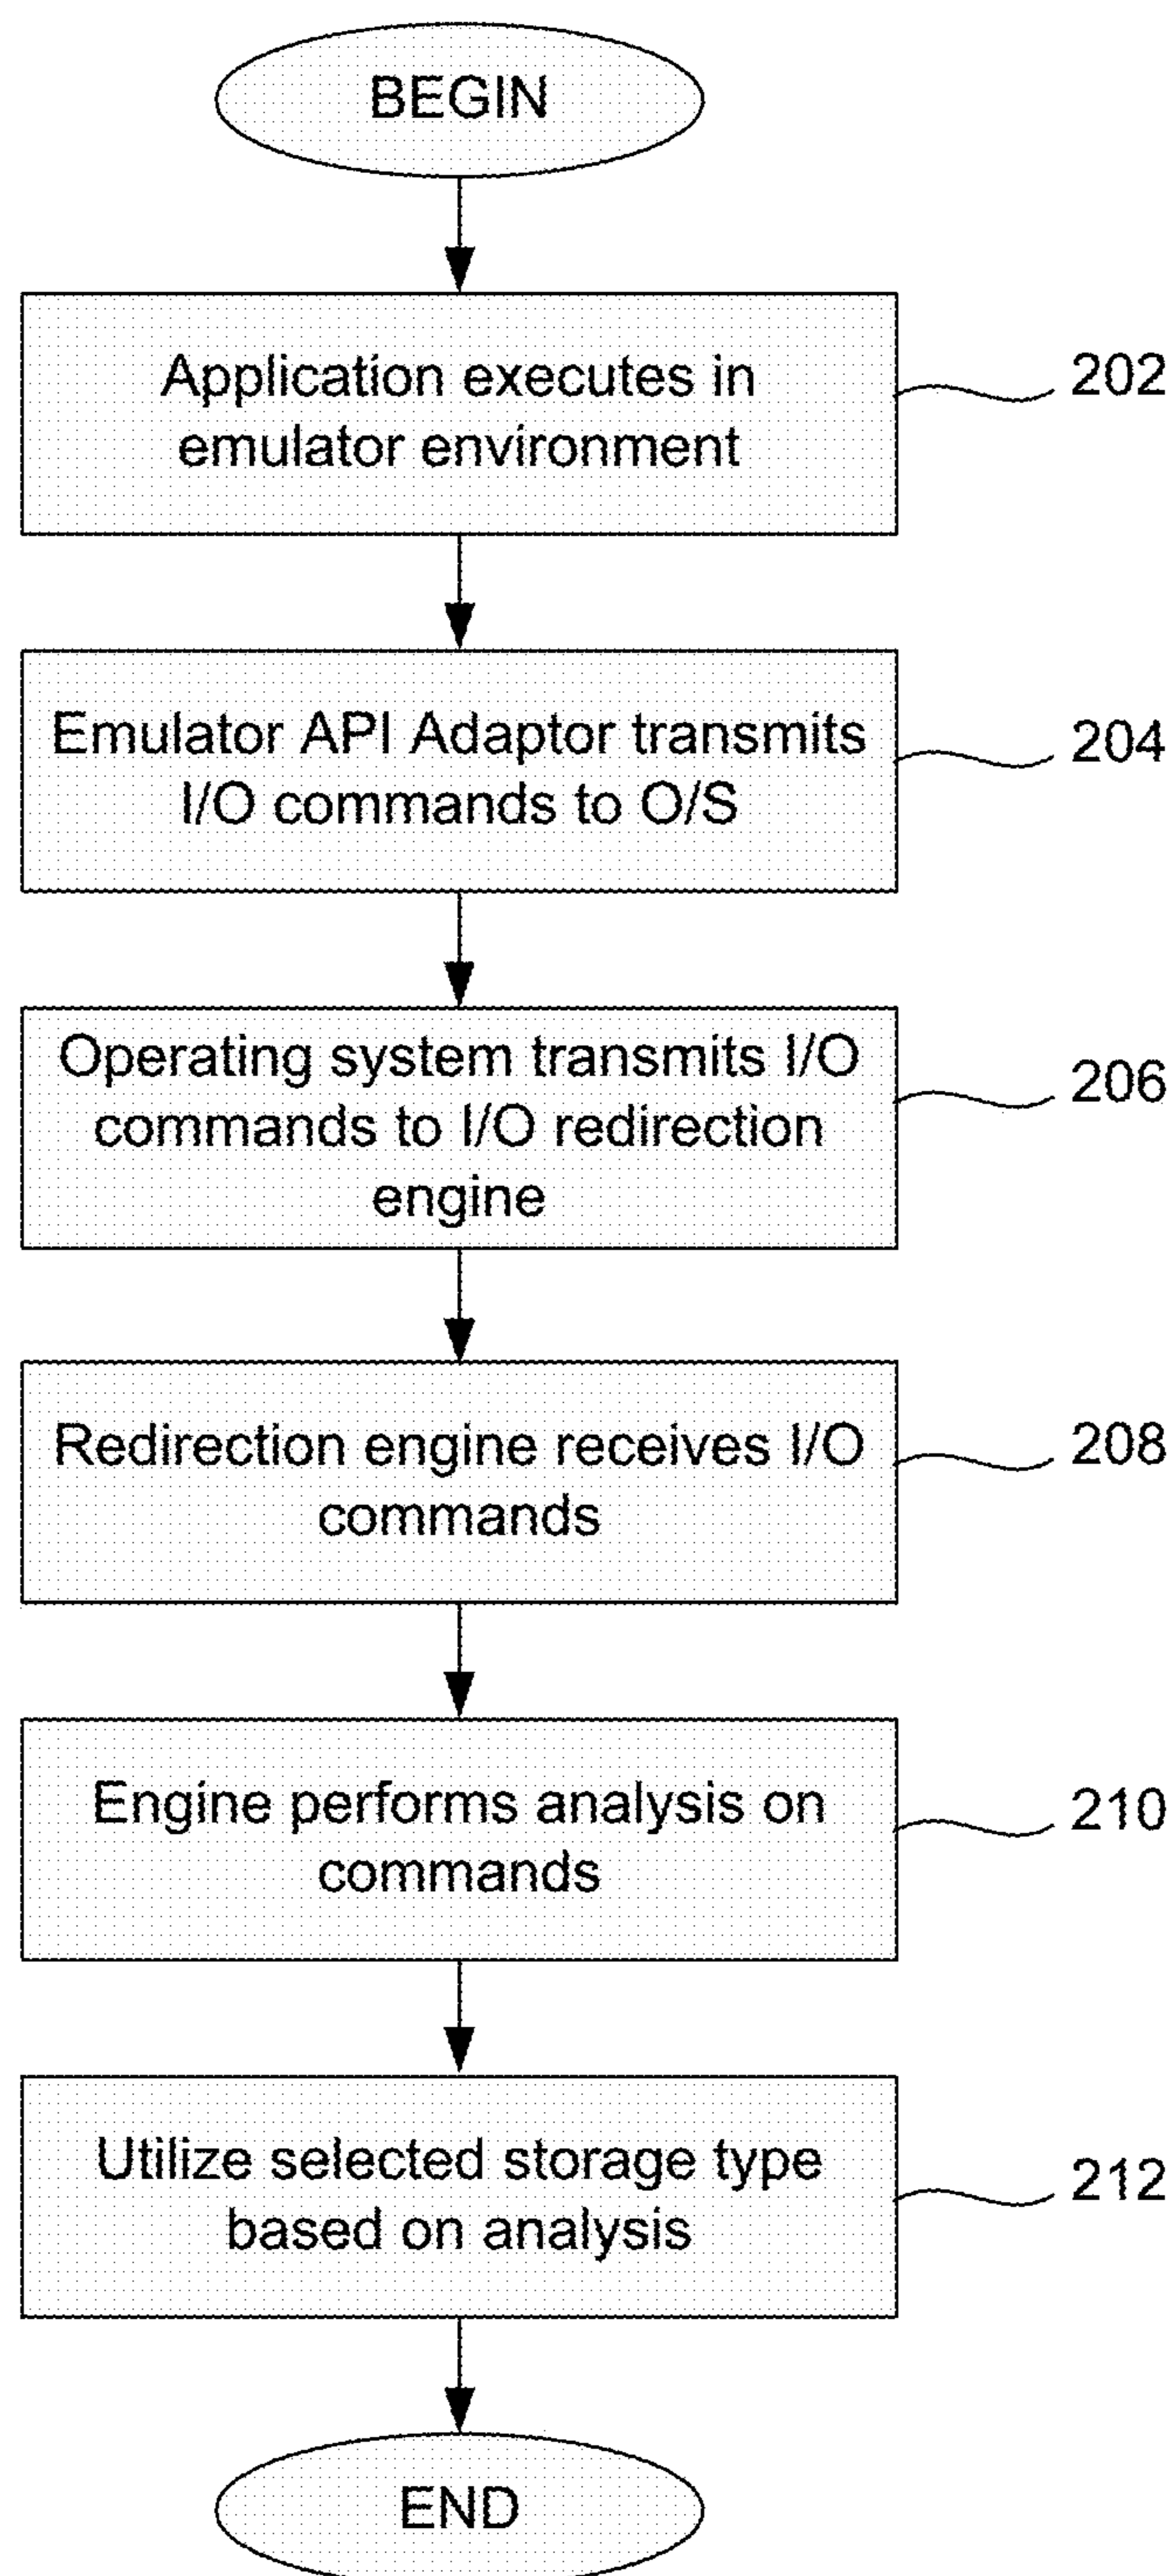 BEGIN
Application executes in
emulator environment
202
Emulator API Adaptor transmits
I/O commands to O/S
204
Operating system transmits I/O
commands to I/O redirection
engine
206
Redirection engine receives I/O
commands
208
Engine performs analysis on
commands
210
Utilize selected storage type
based on analysis
212
END